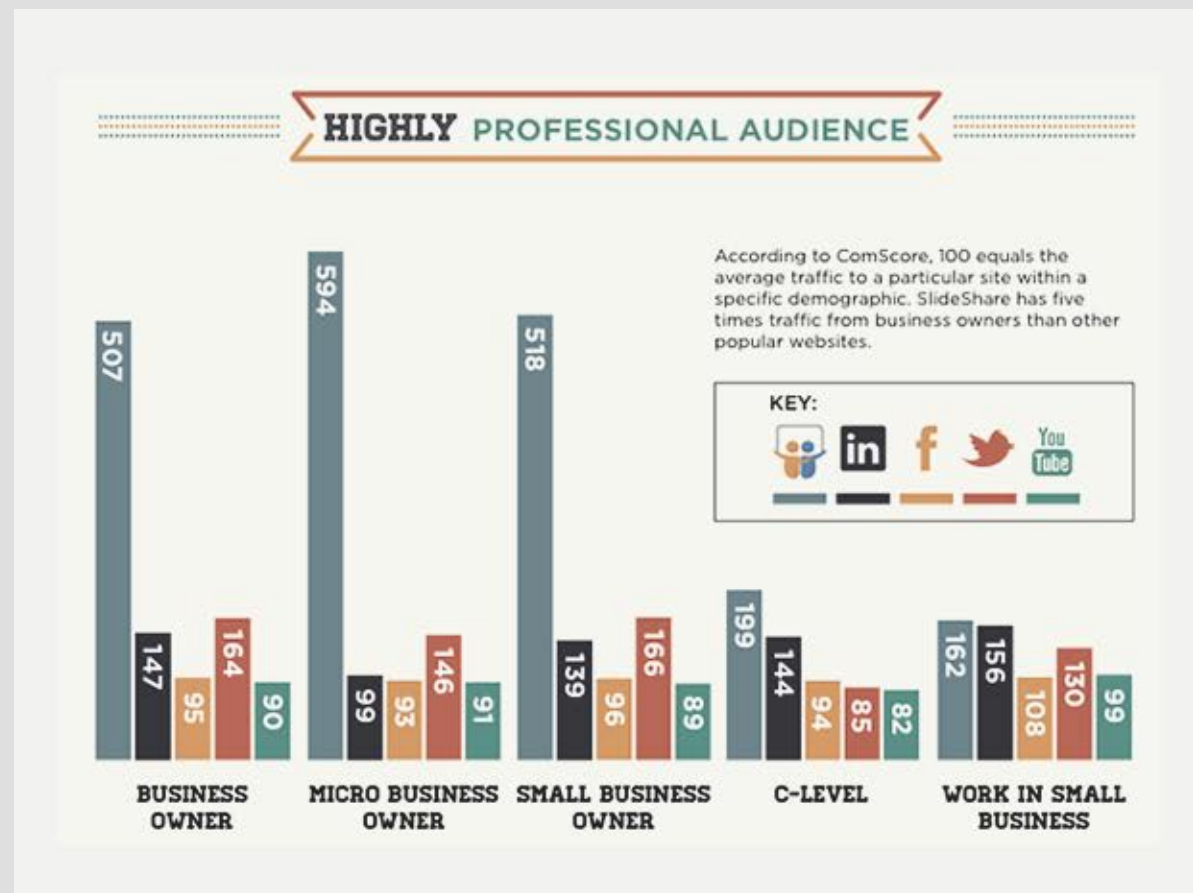 HIGHLY PROFESSIONAL AUDIENCE
According to ComScore, 100 equals the
average traffic to a particular site within a
specific demographic. SlideShare has five
times traffic from business owners than other
popular websites.
KEY:
in f You
Tube
507 147 95 164 90
594 99 93 146 91
518 139 96 166 89
199 144 94 85 82
162 156 108 130 99
BUSINESS
OWNER
MICRO BUSINESS
OWNER
SMALL BUSINESS
OWNER
C-LEVEL
WORK IN SMALL
BUSINESS